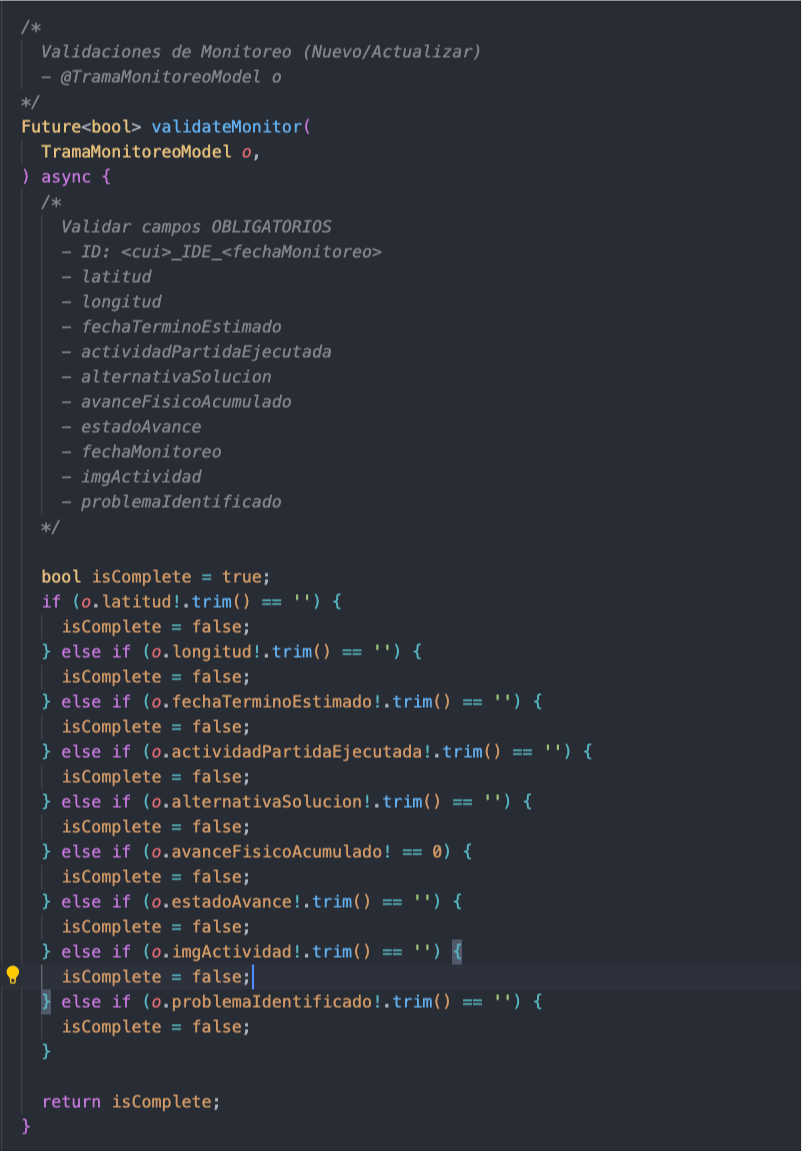 /*
  Validaciones de Monitoreo (Nuevo/Actualizar)
  - @TramaMonitoreoModel o
*/
Future<bool> validateMonitor(
  TramaMonitoreoModel o,
) async {
  /*
    Validar campos OBLIGATORIOS
    - ID: <cui>_IDE_<fechaMonitoreo>
    - latitud
    - longitud
    - fechaTerminoEstimado
    - actividadPartidaEjecutada
    - alternativaSolucion
    - avanceFisicoAcumulado
    - estadoAvance
    - fechaMonitoreo
    - imgActividad
    - problemaIdentificado
  */

  bool isComplete = true;
  if (o.latitud!.trim() == '') {
    isComplete = false;
  } else if (o.longitud!.trim() == '') {
    isComplete = false;
  } else if (o.fechaTerminoEstimado!.trim() == '') {
    isComplete = false;
  } else if (o.actividadPartidaEjecutada!.trim() == '') {
    isComplete = false;
  } else if (o.alternativaSolucion!.trim() == '') {
    isComplete = false;
  } else if (o.avanceFisicoAcumulado! == 0) {
    isComplete = false;
  } else if (o.estadoAvance!.trim() == '') {
    isComplete = false;
  } else if (o.imgActividad!.trim() == '') {
    isComplete = false;
  } else if (o.problemaIdentificado!.trim() == '') {
    isComplete = false;
  }

  return isComplete;
}